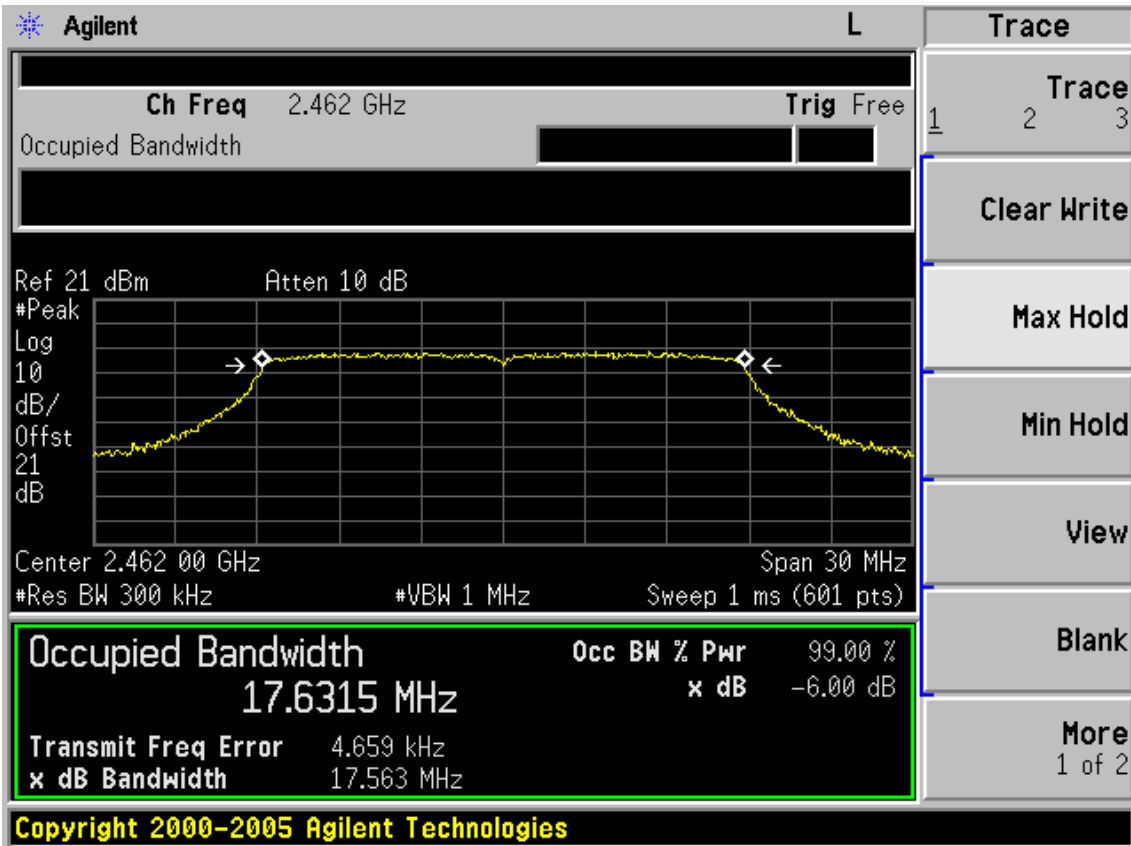 Agilent L Trace
Ch Freq 2.462 GHz Trig Free
Occupied Bandwidth
Ref 21 dBm Atten 10 dB
#Peak
Log
10
dB/
Offst
21
dB
Center 2.462 00 GHz Span 30 MHz
#Res BW 300 kHz #VBW 1 MHz Sweep 1 ms (601 pts)
Occupied Bandwidth
17.6315 MHz
Occ BW % Pwr 99.00 %
x dB -6.00 dB
Transmit Freq Error 4.659 kHz
x dB Bandwidth 17.563 MHz
Copyright 2000-2005 Agilent Technologies
Trace
1 2 3
Clear Write
Max Hold
Min Hold
View
Blank
More
1 of 2